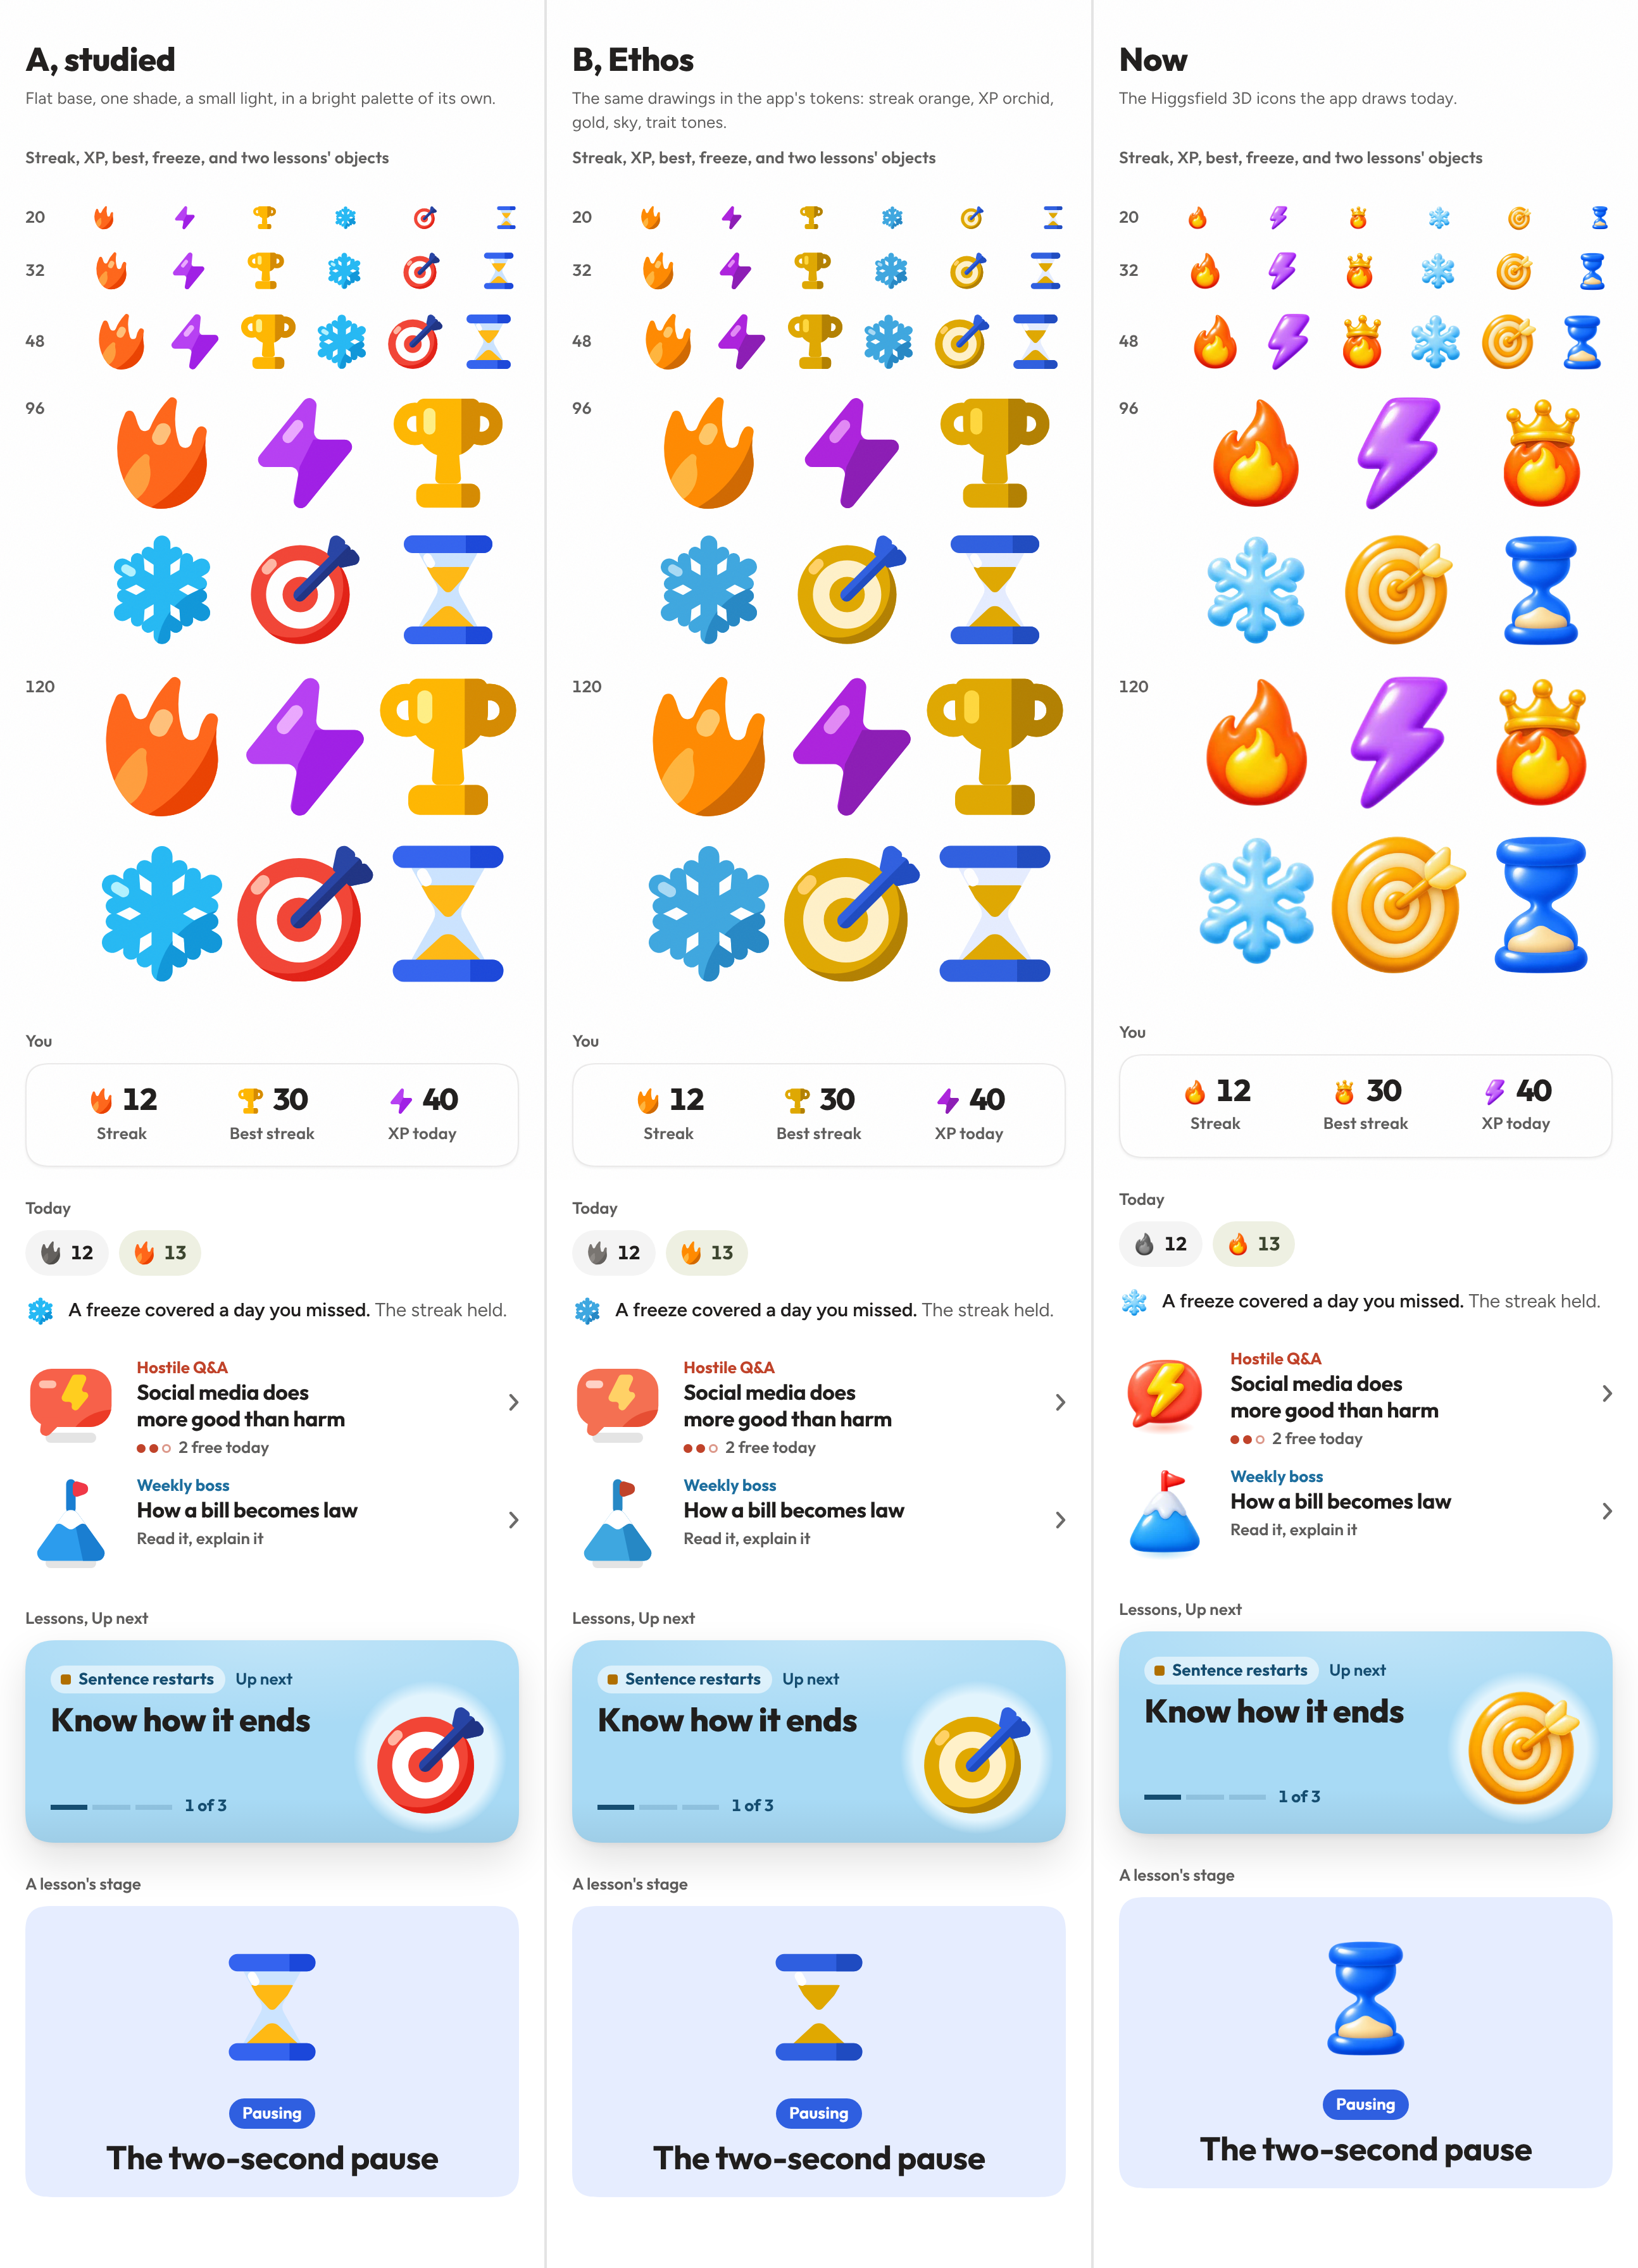 A, studied
Flat base, one shade, a small light, in a bright palette of its own.
Streak, XP, best, freeze, and two lessons' objects
20
32
48
96
120
You
12
30
40
Streak
Best streak
XP today
Today
12
13
A freeze covered a day you missed. The streak held.
Hostile Q&A
Social media does
more good than harm
2 free today
Weekly boss
How a bill becomes law
Read it, explain it
Lessons, Up next
Sentence restarts
Up next
Know how it ends
1 of 3
A lesson's stage
Pausing
The two-second pause
B, Ethos
The same drawings in the app's tokens: streak orange, XP orchid,
gold, sky, trait tones.
Streak, XP, best, freeze, and two lessons' objects
20
32
48
96
120
You
12
30
40
Streak
Best streak
XP today
Today
12
13
A freeze covered a day you missed. The streak held.
Hostile Q&A
Social media does
more good than harm
2 free today
Weekly boss
How a bill becomes law
Read it, explain it
Lessons, Up next
Sentence restarts
Up next
Know how it ends
1 of 3
A lesson's stage
Pausing
The two-second pause
Now
The Higgsfield 3D icons the app draws today.
Streak, XP, best, freeze, and two lessons' objects
20
32
48
96
120
You
12
30
40
Streak
Best streak
XP today
Today
12
13
A freeze covered a day you missed. The streak held.
Hostile Q&A
Social media does
more good than harm
2 free today
Weekly boss
How a bill becomes law
Read it, explain it
Lessons, Up next
Sentence restarts
Up next
Know how it ends
1 of 3
A lesson's stage
Pausing
The two-second pause